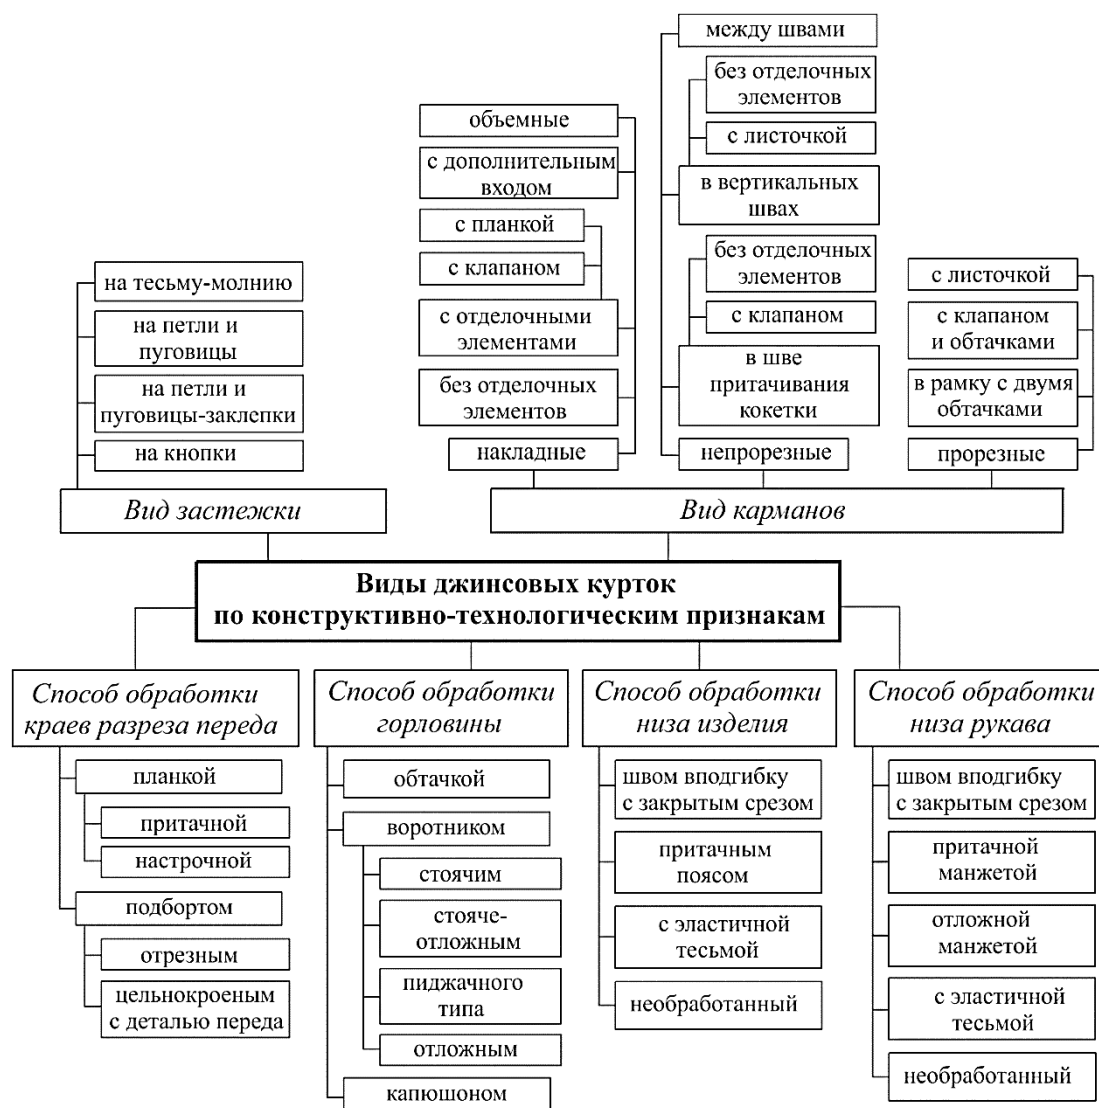 между швами
без отделочных
элементов
с листочкой
в вертикальных
швах
без отделочных
элементов
с клапаном
в шве
притачивания
кокетки
непрорезные
объемные
с дополнительным
входом
с планкой
с клапаном
с отделочными
элементами
без отделочных
элементов
накладные
с листочкой
с клапаном
и обтачками
в рамку с двумя
обтачками
прорезные
на тесьму-молнию
на петли и
пуговицы
на петли и
пуговицы-заклепки
на кнопки
Вид застежки
Вид карманов
Виды джинсовых курток
по конструктивно-технологическим признакам
Способ обработки
краев разреза переда
планкой
притачной
настрочной
подбортом
отрезным
цельнокроеным
с деталью переда
Способ обработки
горловины
обтачкой
воротником
стоячим
стояче-
отложным
пиджачного
типа
отложным
капюшоном
Способ обработки
низа изделия
швом вподгибку
с закрытым срезом
притачным
поясом
с эластичной
тесьмой
необработанный
Способ обработки
низа рукава
швом вподгибку
с закрытым срезом
притачной
манжетой
отложной
манжетой
с эластичной
тесьмой
необработанный